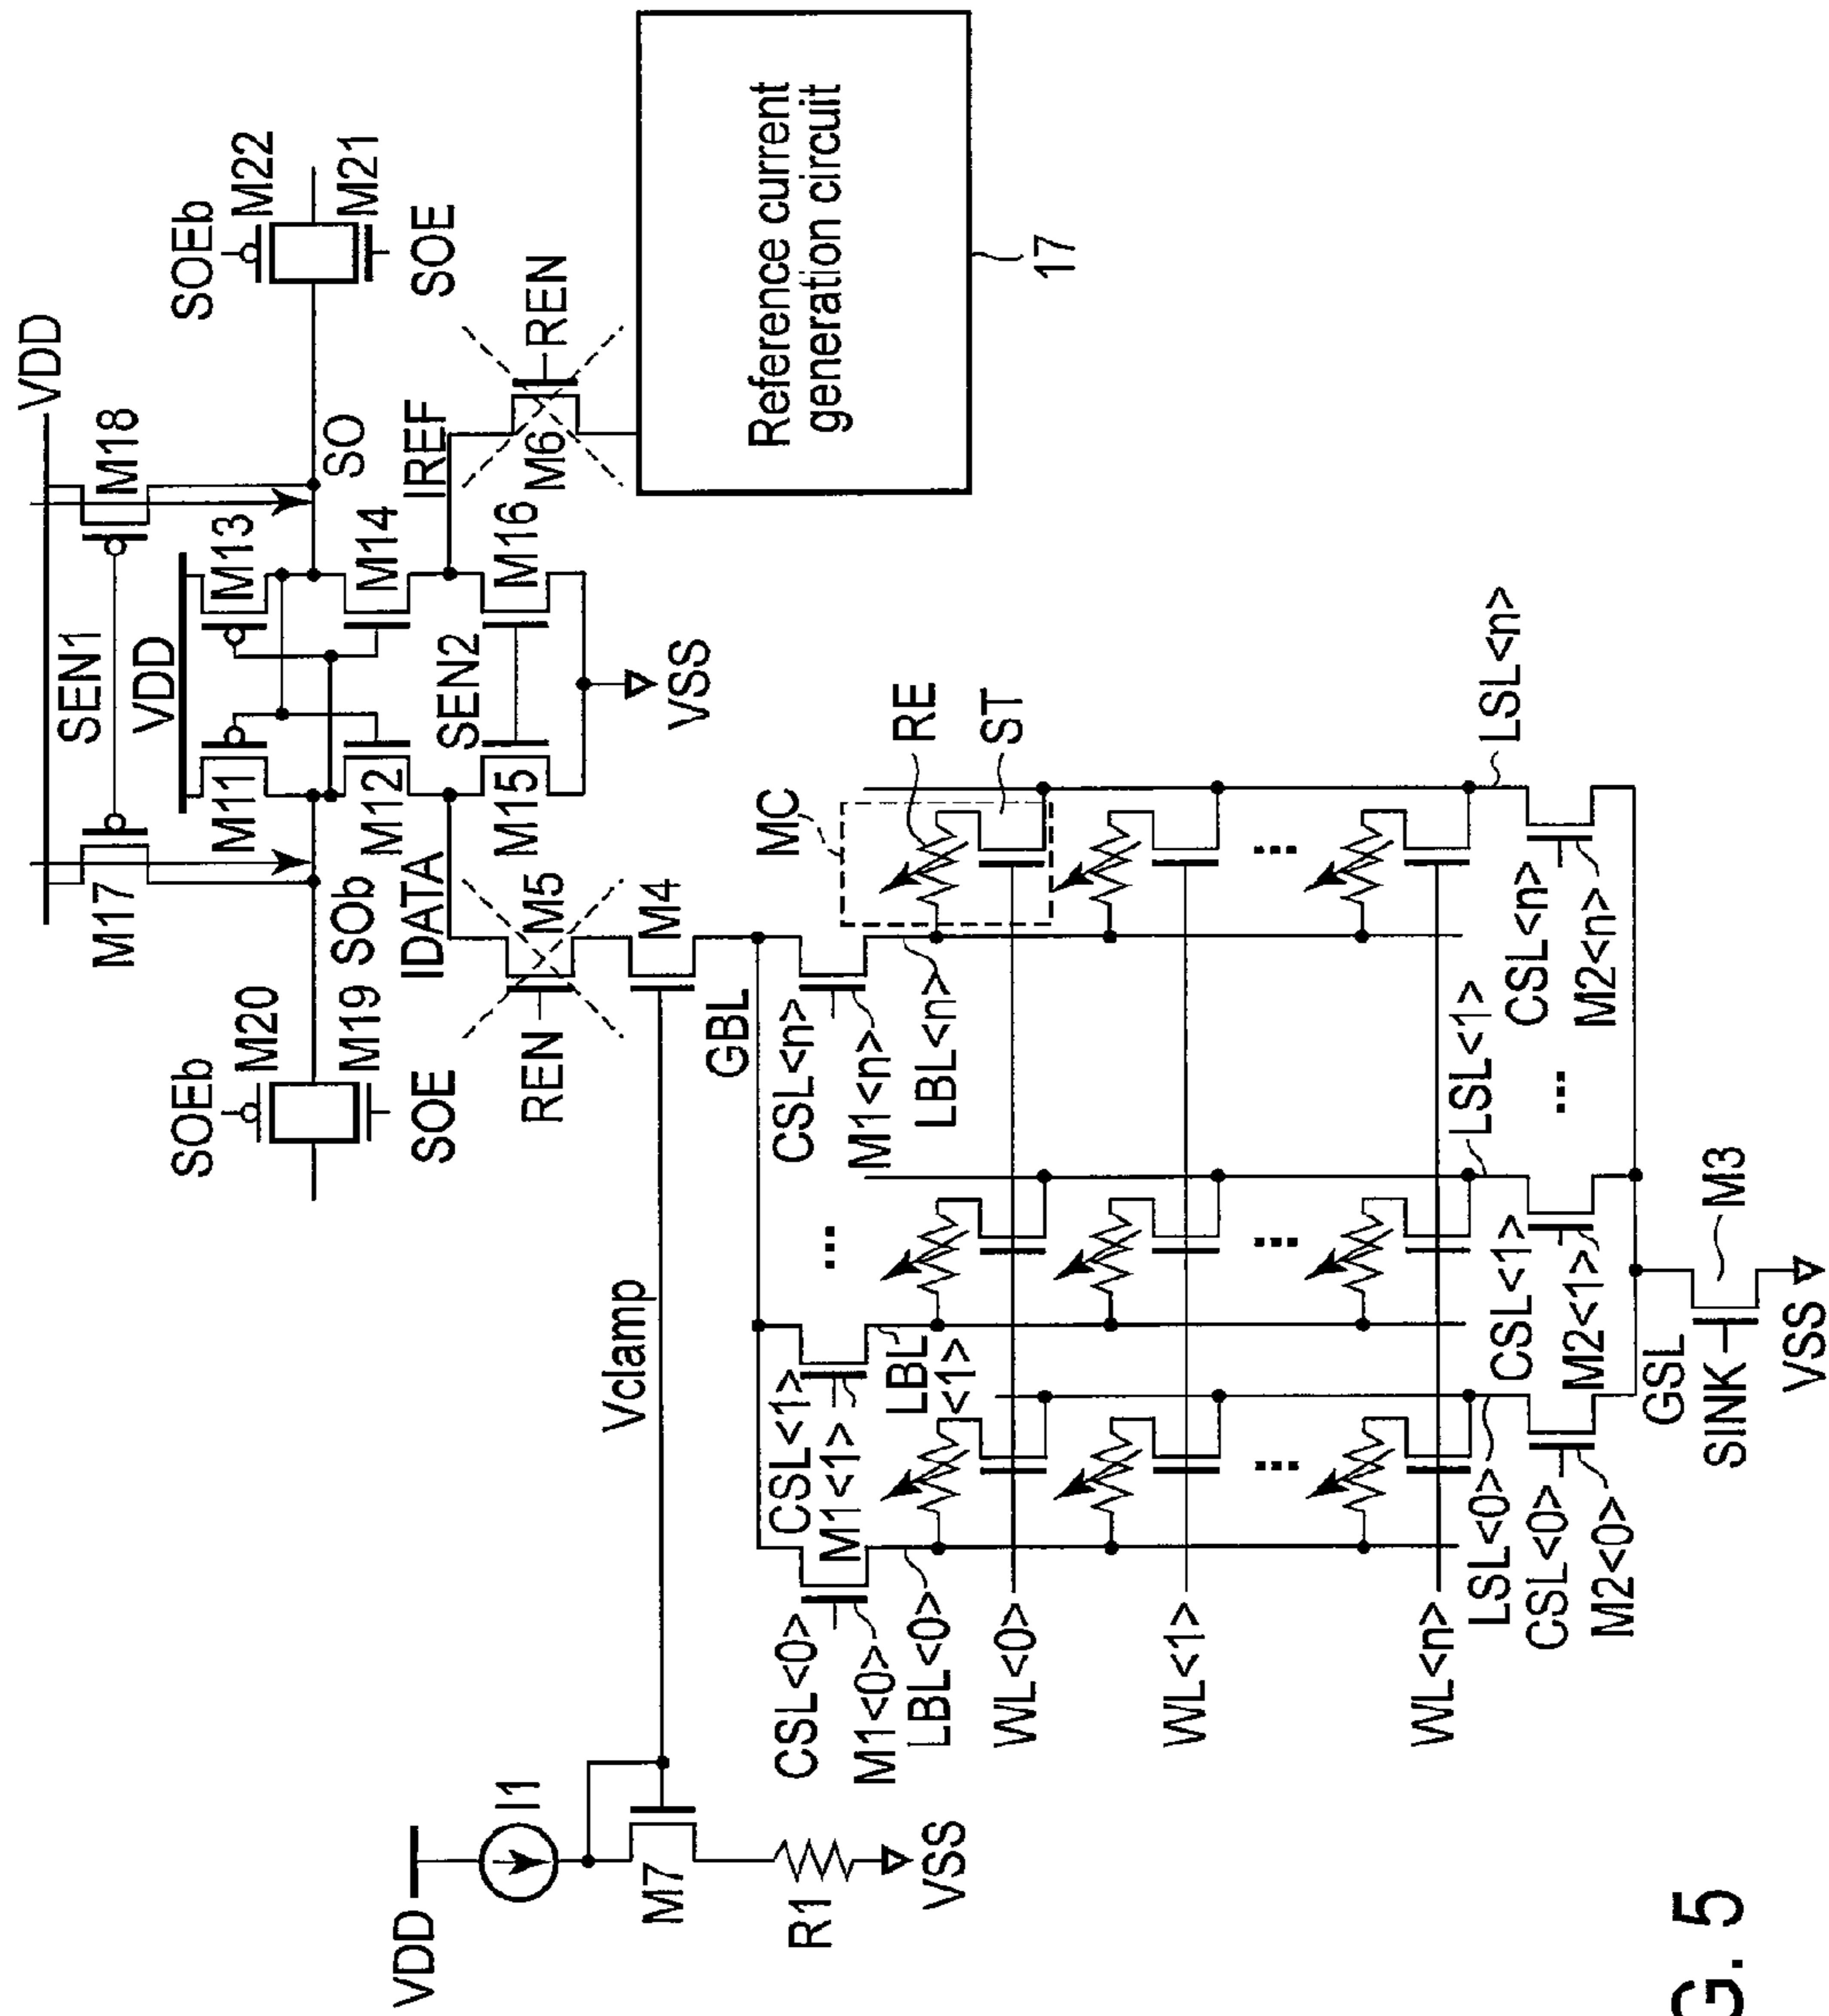 VDD
SEN1
M17
M18
VDD
SOEb
M20
M19
SOE
SOb
M11
M13
SO
SOEb
M22
M21
SOE
M12
M14
IDATA
IREF
SEN2
M15
M16
VSS
REN
M5
M4
M6
REN
Reference current
generation circuit
17
VDD
I1
M7
R1
VSS
Vclamp
GBL
CSL<0>
M1<0>
LBL<0>
CSL<1>
M1<1>
LBL
<1>
...
CSL<n>
M1<n>
LBL<n>
MC
RE
ST
WL<0>
WL<1>
...
...
...
WL<n>
LSL<0>
CSL<0>
M2<0>
LSL<1>
CSL<1>
M2<1>
...
LSL<n>
CSL<n>
M2<n>
GSL
SINK
M3
VSS
G. 5